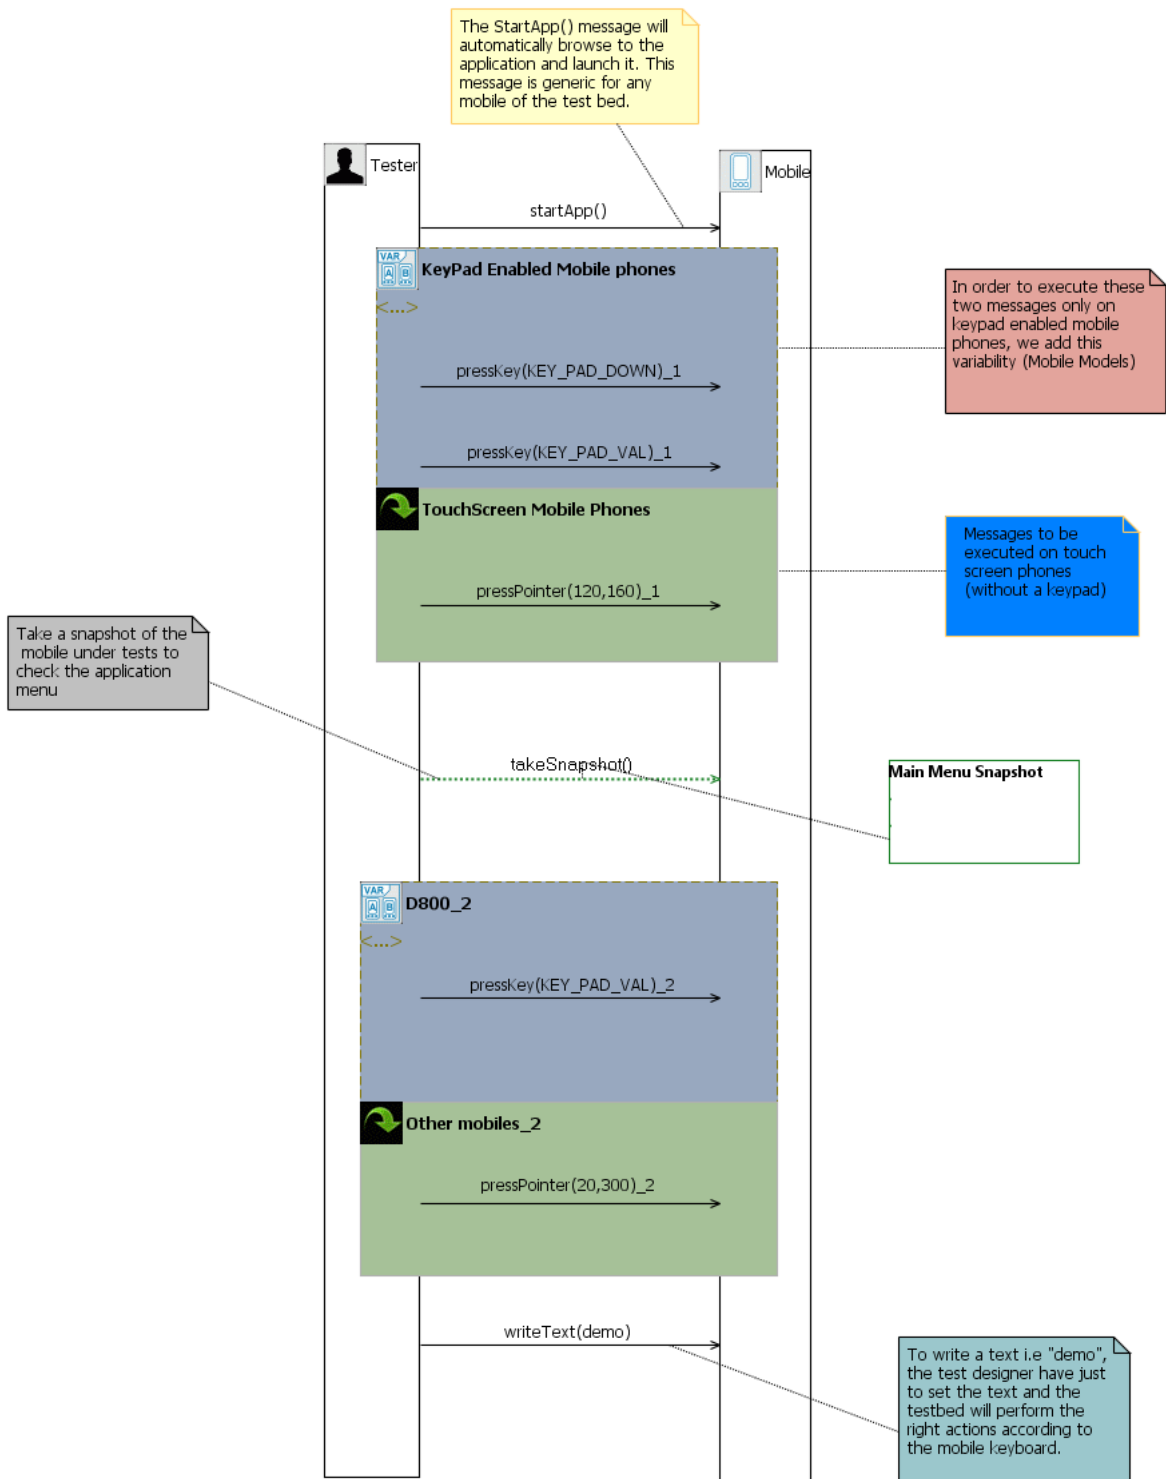 The StartApp() message will
automatically browse to the
application and launch it. This
message is generic for any
mobile of the test bed.
Tester
Mobile
startApp()
VAR
A B
KeyPad Enabled Mobile phones
<...>
In order to execute these
two messages only on
keypad enabled mobile
phones, we add this
variability (Mobile Models)
pressKey(KEY_PAD_DOWN)_1
pressKey(KEY_PAD_VAL)_1
TouchScreen Mobile Phones
Messages to be
executed on touch
screen phones
(without a keypad)
pressPointer(120,160)_1
Take a snapshot of the
mobile under tests to
check the application
menu
takeSnapshot()
Main Menu Snapshot
VAR
A B
D800_2
<...>
pressKey(KEY_PAD_VAL)_2
Other mobiles_2
pressPointer(20,300)_2
writeText(demo)
To write a text i.e "demo",
the test designer have just
to set the text and the
testbed will perform the
right actions according to
the mobile keyboard.